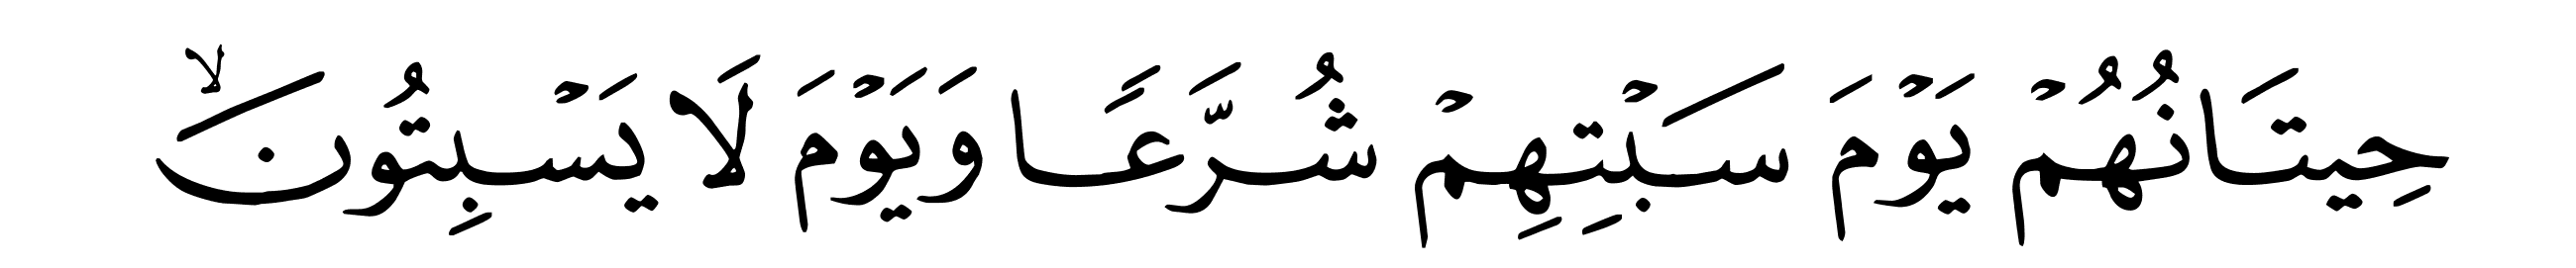 حِيتَانُهُمْ يَوْمَ سَبْتِهِمْ شُرَّعًا وَيَوْمَ لَا يَسْبِتُونَ ۙ